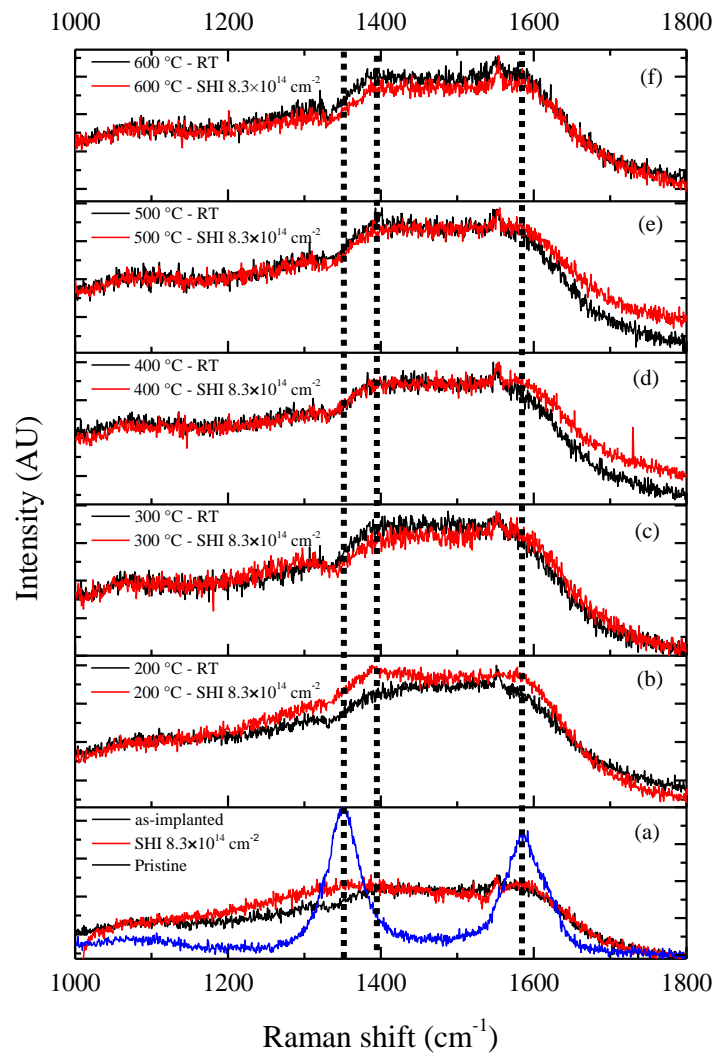 1000 1200 1400 1600 1800
600 °C - RT
600 °C - SHI 8.3×10¹⁴ cm⁻²
(f)
500 °C - RT
500 °C - SHI 8.3×10¹⁴ cm⁻²
(e)
400 °C - RT
400 °C - SHI 8.3×10¹⁴ cm⁻²
(d)
300 °C - RT
300 °C - SHI 8.3×10¹⁴ cm⁻²
(c)
200 °C - RT
200 °C - SHI 8.3×10¹⁴ cm⁻²
(b)
as-implanted
SHI 8.3×10¹⁴ cm⁻²
Pristine
(a)
Intensity (AU)
1000 1200 1400 1600 1800
Raman shift (cm⁻¹)